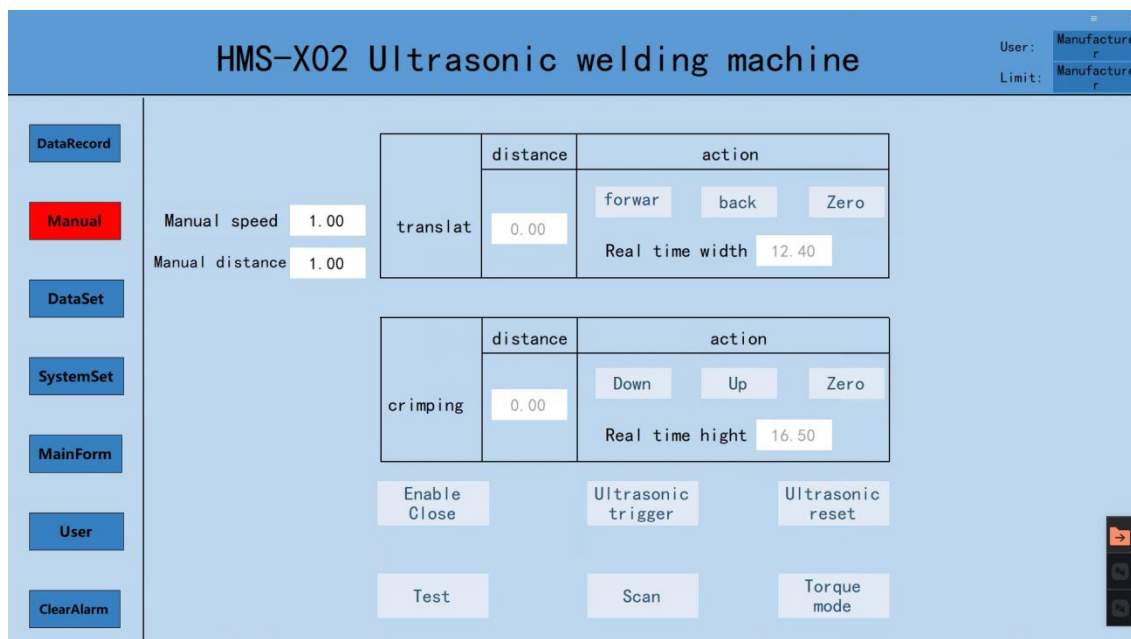 HMS-X02 Ultrasonic welding machine
User: Manufacture
r
Limit: Manufacture
r
DataRecord
Manual
DataSet
SystemSet
MainForm
User
ClearAlarm
Manual speed 1.00
Manual distance 1.00
distance action
translat 0.00
forwar back Zero
Real time width 12.40
distance action
crimping 0.00
Down Up Zero
Real time hight 16.50
Enable
Close
Ultrasonic
trigger
Ultrasonic
reset
Test
Scan
Torque
mode